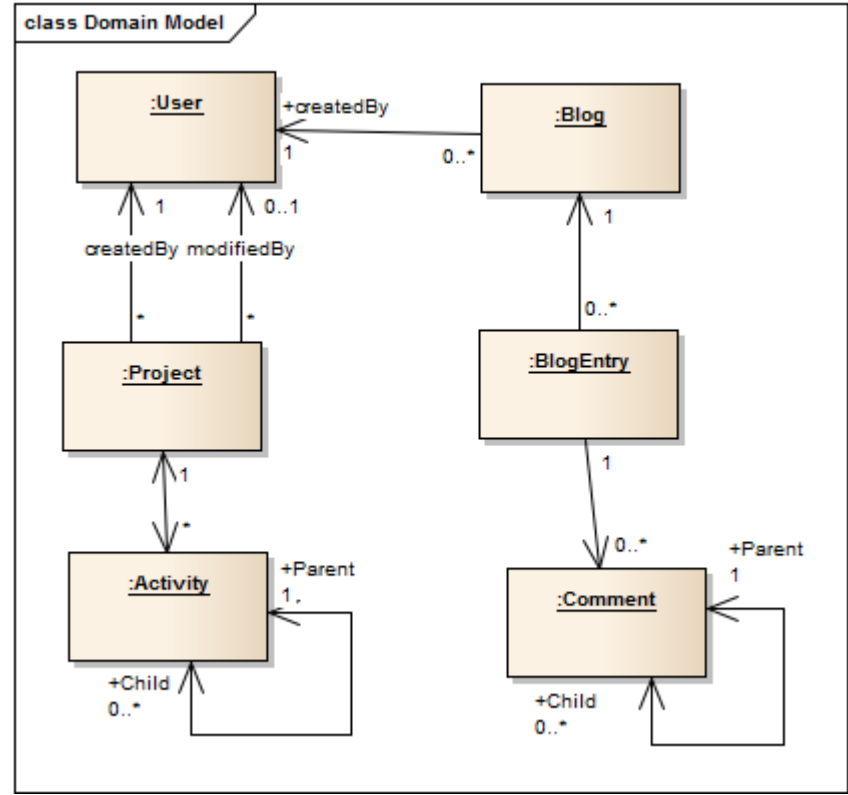 class Domain Model
:User
+createdBy
1
0..*
:Blog
1
0..1
1
createdBy modifiedBy
*
*
0..*
:Project
:BlogEntry
1
1
*
0..*
:Activity
+Parent
1 ,
+Child
0..*
:Comment
+Parent
1
+Child
0..*